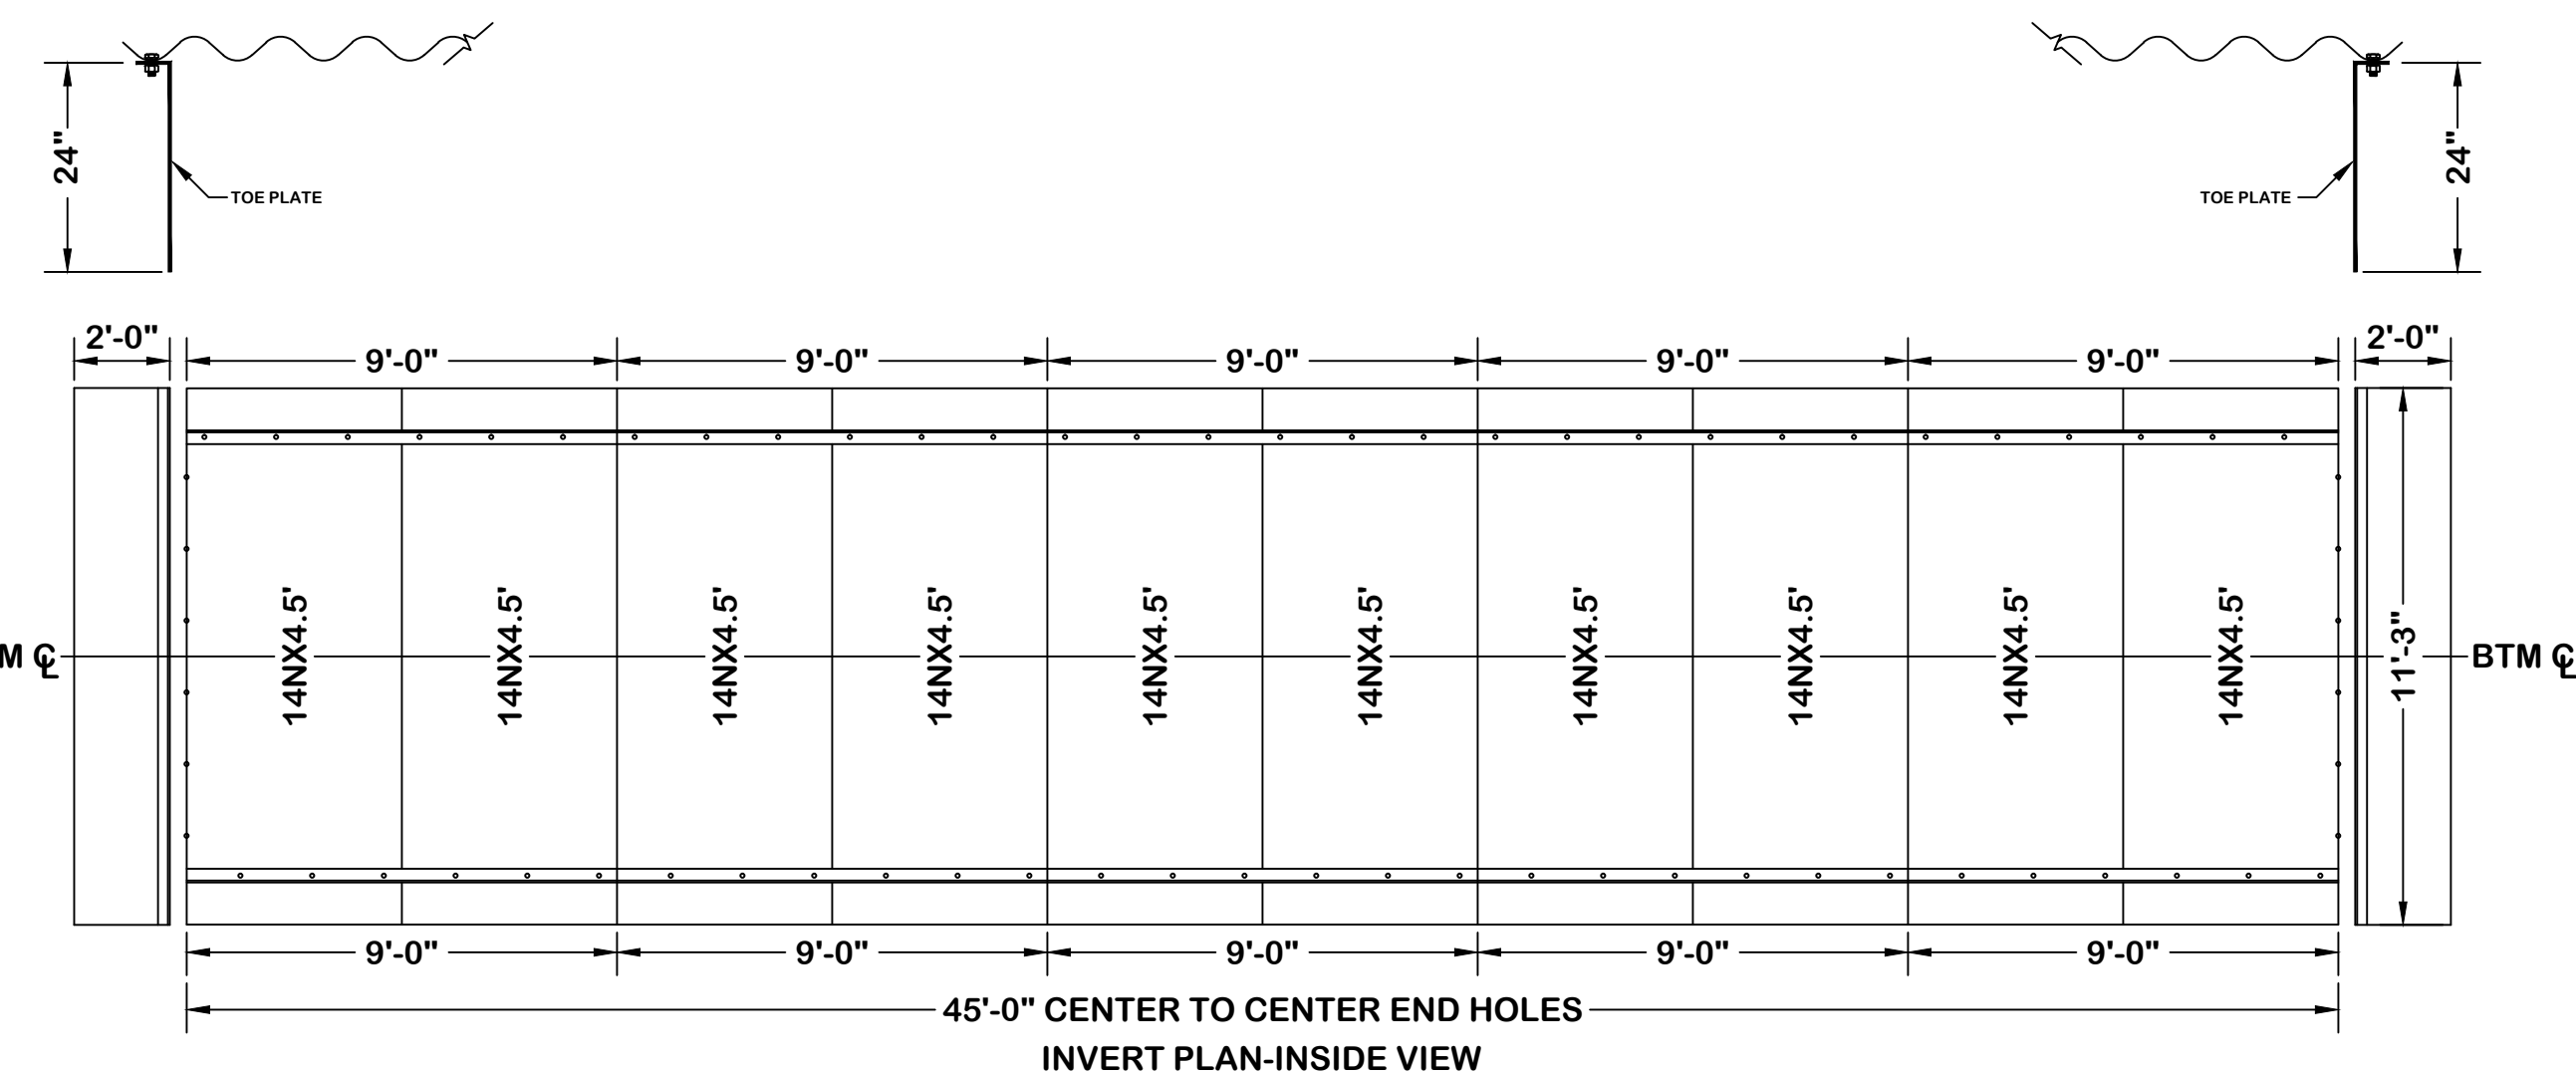 24"
TOE PLATE
TOE PLATE
24"
2'-0"
9'-0"
9'-0"
9'-0"
9'-0"
9'-0"
2'-0"
M ℄
14NX4.5'
14NX4.5'
14NX4.5'
14NX4.5'
14NX4.5'
14NX4.5'
14NX4.5'
14NX4.5'
14NX4.5'
14NX4.5'
11'-3"
BTM ℄
9'-0"
9'-0"
9'-0"
9'-0"
9'-0"
45'-0" CENTER TO CENTER END HOLES
INVERT PLAN-INSIDE VIEW